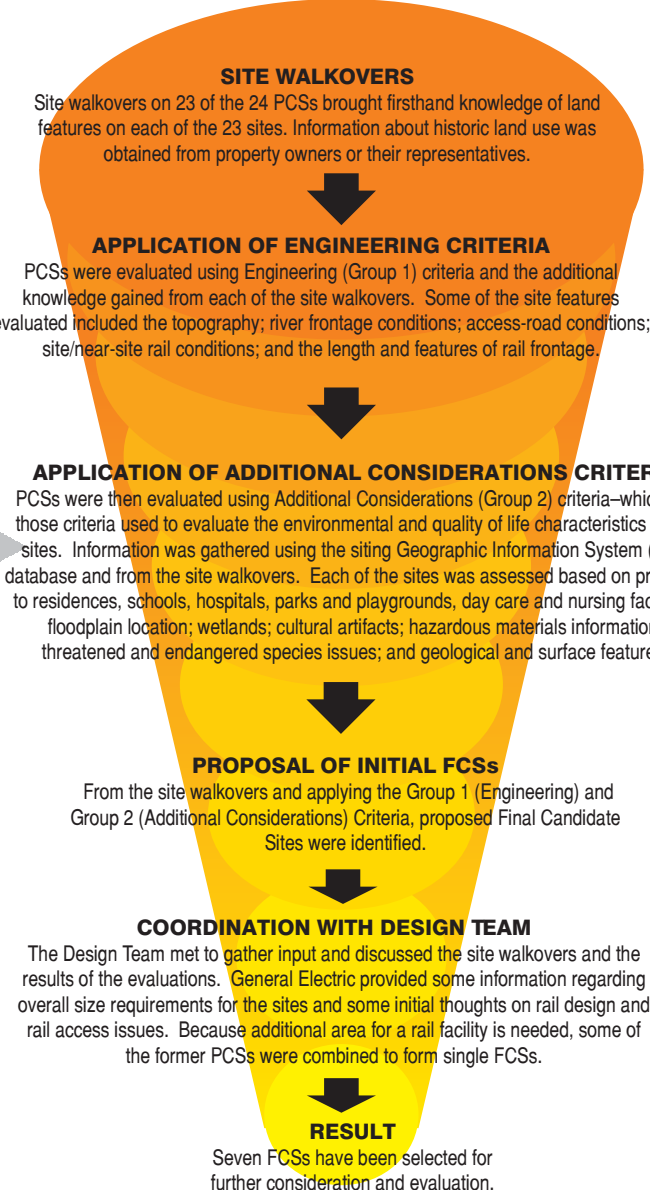 SITE WALKOVERS
Site walkovers on 23 of the 24 PCSs brought firsthand knowledge of land
features on each of the 23 sites. Information about historic land use was
obtained from property owners or their representatives.
APPLICATION OF ENGINEERING CRITERIA
PCSs were evaluated using Engineering (Group 1) criteria and the additional
knowledge gained from each of the site walkovers. Some of the site features
evaluated included the topography; river frontage conditions; access-road conditions;
site/near-site rail conditions; and the length and features of rail frontage.
APPLICATION OF ADDITIONAL CONSIDERATIONS
PCSs were then evaluated using Additional Considerations (Group 2) criteria–
those criteria used to evaluate the environmental and quality of life characteristics
sites. Information was gathered using the siting Geographic Information System
database and from the site walkovers. Each of the sites was assessed based on
to residences, schools, hospitals, parks and playgrounds, day care and nursing
floodplain location; wetlands; cultural artifacts; hazardous materials information
threatened and endangered species issues; and geological and surface
PROPOSAL OF INITIAL FCSs
From the site walkovers and applying the Group 1 (Engineering) and
Group 2 (Additional Considerations) Criteria, proposed Final Candidate
Sites were identified.
COORDINATION WITH DESIGN TEAM
The Design Team met to gather input and discussed the site walkovers and the
results of the evaluations. General Electric provided some information regarding
overall size requirements for the sites and some initial thoughts on rail design and
rail access issues. Because additional area for a rail facility is needed, some of
the former PCSs were combined to form single FCSs.
RESULT
Seven FCSs have been selected for
further consideration and evaluation.